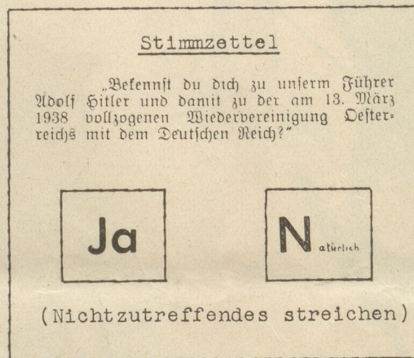 Stimmzettel
„Bekennst du dich zu unserm Führer
Adolf Hitler und damit zu der am 13. März
1938 vollzogenen Wiedervereinigung Oester-
reichs mit dem Deutschen Reich?"
Ja Natürlich
(Nichtzutreffendes streichen)